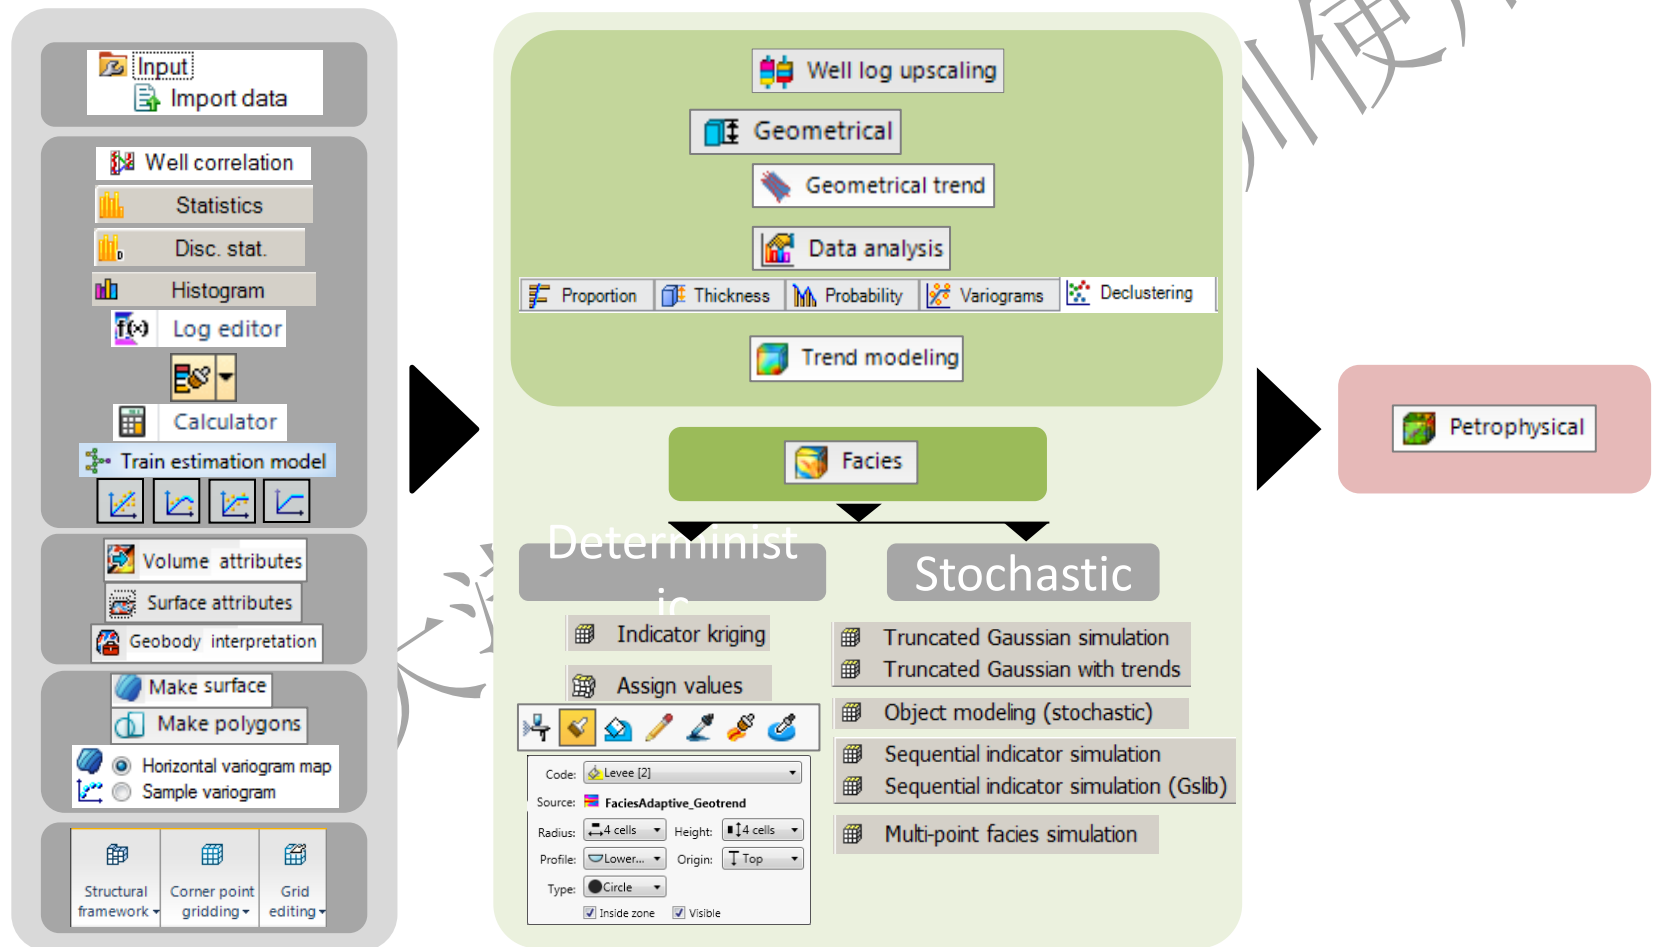 Input
Import data
Well correlation
Statistics
Disc. stat.
Histogram
f(x) Log editor
Calculator
Train estimation model
Volume attributes
Surface attributes
Geobody interpretation
Make surface
Make polygons
Horizontal variogram map
Sample variogram
Structural framework
Corner point gridding
Grid editing
Well log upscaling
Geometrical
Geometrical trend
Data analysis
Proportion Thickness Probability Variograms Declustering
Trend modeling
Facies
Determinist
ic
Stochastic
Indicator kriging
Assign values
Code: Levee [2]
Source: FaciesAdaptive_Geotrend
Radius: 4 cells Height: 4 cells
Profile: Lower... Origin: Top
Type: Circle
Inside zone Visible
Truncated Gaussian simulation
Truncated Gaussian with trends
Object modeling (stochastic)
Sequential indicator simulation
Sequential indicator simulation (Gslib)
Multi-point facies simulation
Petrophysical
训使